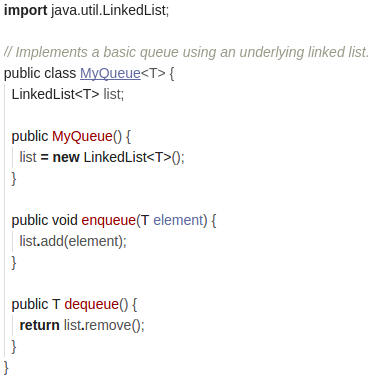 import java.util.LinkedList;
// Implements a basic queue using an underlying linked list.
public class MyQueue<T> {
LinkedList<T> list;
public MyQueue() {
list = new LinkedList<T>();
}
public void enqueue(T element) {
list.add(element);
}
public T dequeue() {
return list.remove();
}
}